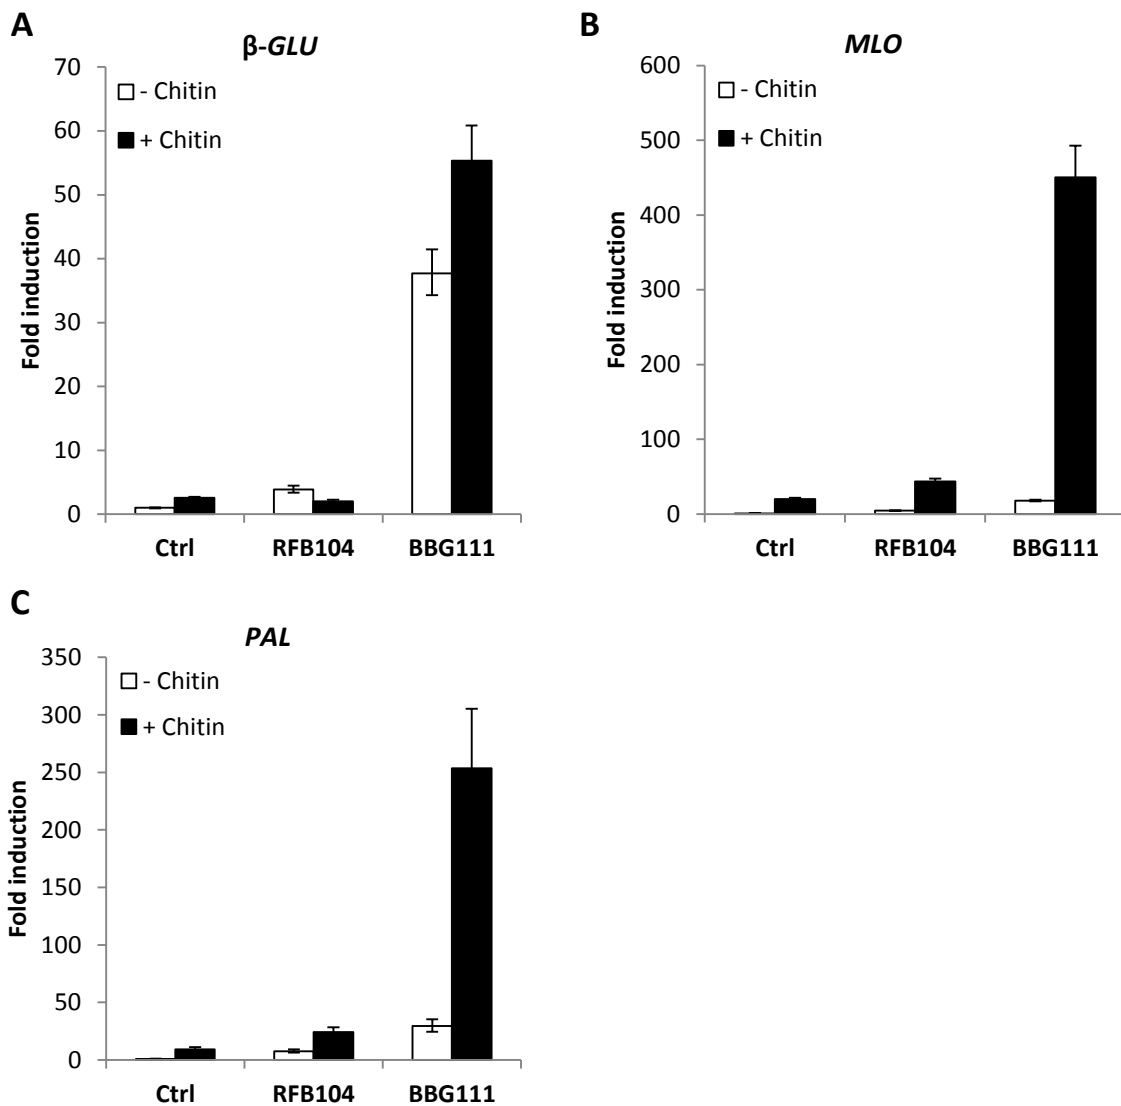 A
β-GLU
70
60
50
40
30
20
10
0
Fold induction
- Chitin
+ Chitin
Ctrl RFB104 BBG111
B
MLO
600
500
400
300
200
100
0
Fold induction
- Chitin
+ Chitin
Ctrl RFB104 BBG111
C
PAL
350
300
250
200
150
100
50
0
Fold induction
- Chitin
+ Chitin
Ctrl RFB104 BBG111